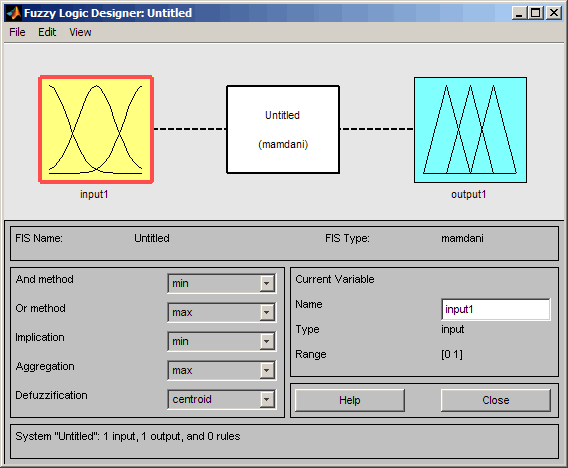 Fuzzy Logic Designer: Untitled
File Edit View
Untitled
(mamdani)
input1
output1
FIS Name: Untitled FIS Type: mamdani
And method min
Or method max
Implication min
Aggregation max
Defuzzification centroid
Current Variable
Name input1
Type input
Range [0 1]
Help Close
System "Untitled": 1 input, 1 output, and 0 rules